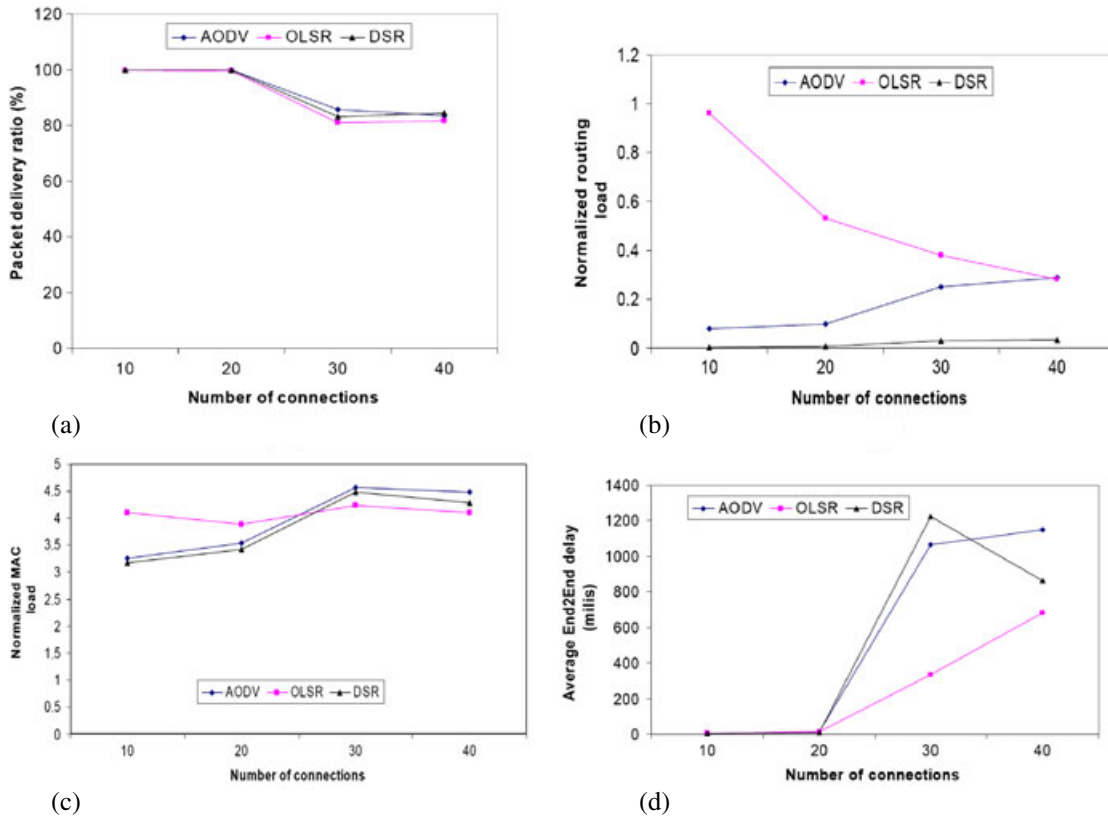 120
100
80
60
40
20
0
Packet delivery ratio (%)
AODV OLSR DSR
10 20 30 40
Number of connections
(a)
1.2
1
0.8
0.6
0.4
0.2
0
Normalized routing
load
AODV OLSR DSR
10 20 30 40
Number of connections
(b)
5
4.5
4
3.5
3
2.5
2
1.5
1
0.5
0
Normalized MAC
load
AODV OLSR DSR
10 20 30 40
Number of connections
(c)
1400
1200
1000
800
600
400
200
0
Average End2End delay
(milis)
AODV OLSR DSR
10 20 30 40
Number of connections
(d)